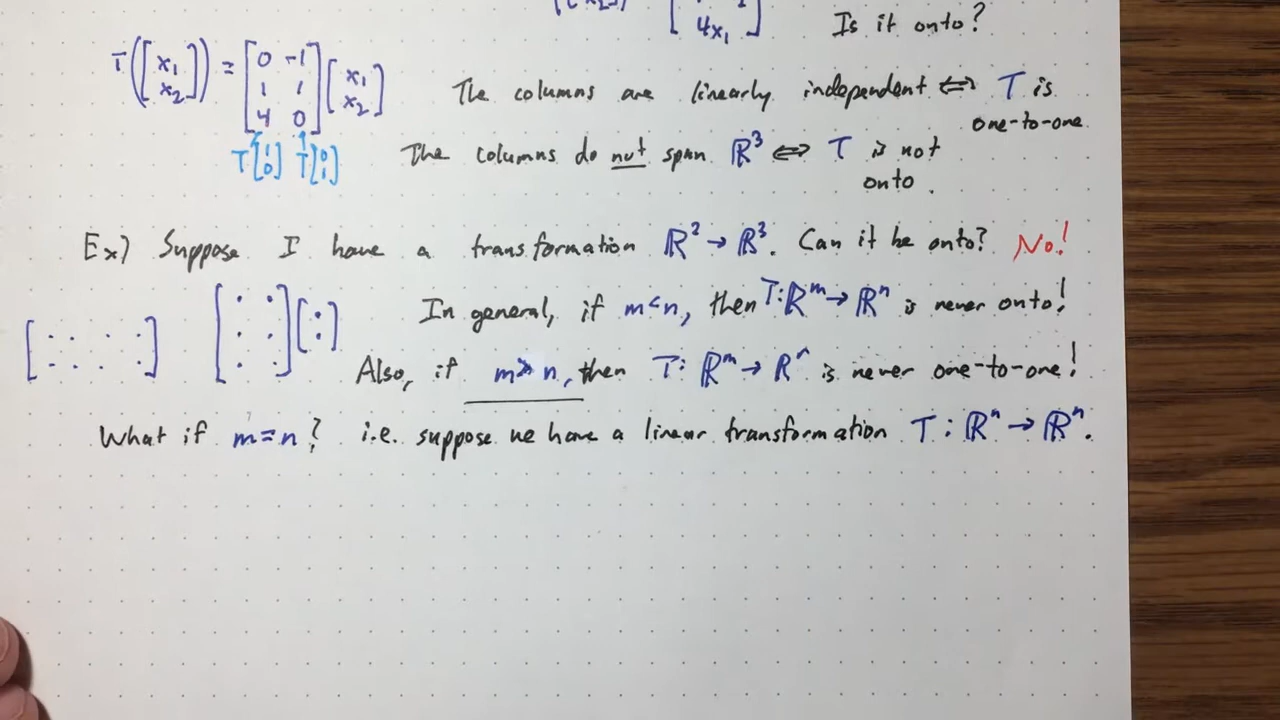 4x₁ ] Is it onto?
T([x₁ x₂]) = [0 -1 1 1 4 0] [x₁ x₂] The columns are linearly independent ⟺ T is one-to-one
T[1 0] T[0 1] The columns do not span ℝ³ ⟺ T is not onto.
Ex) Suppose I have a transformation ℝ² → ℝ³. Can it be onto? No!
In general, if m<n, then T: ℝᵐ → ℝⁿ is never onto!
Also, if m>n, then T: ℝᵐ → ℝⁿ is never one-to-one!
What if m=n? i.e. suppose we have a linear transformation T: ℝⁿ → ℝⁿ.